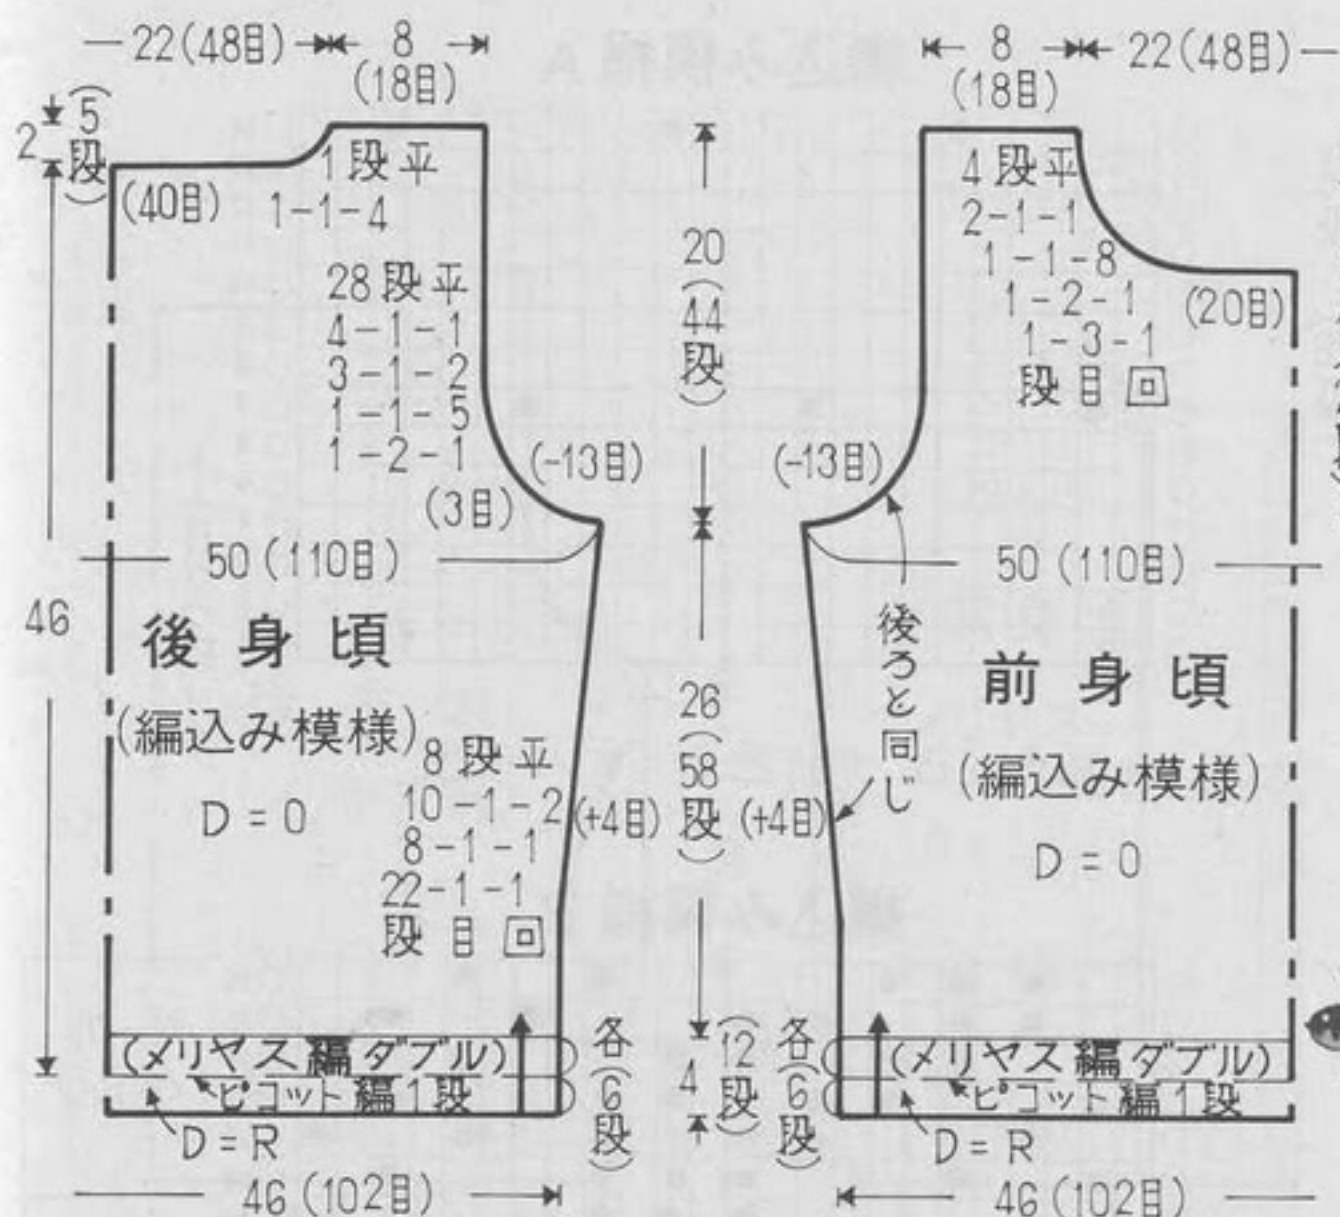 22(48目)
8
(18目)
2
(5段)
(40目)
1段平
1-1-4
28段平
4-1-1
3-1-2
1-1-5
1-2-1
(3目)
(-13目)
50(110目)
46
後身頃
(編込み模様)
D=0
8段平
10-1-2
8-1-1
22-1-1
段目回
(+4目)
(メリヤス編ダブル)
ピコット編1段
D=R
各(6段)
46(102目)
20(44段)
26(58段)
4(12段)
8
(18目)
22(48目)
4段平
2-1-1
1-1-8
1-2-1
1-3-1
段目回
(20目)
(-13目)
50(110目)
後ろと同じ
前身頃
(編込み模様)
D=0
(+4目)
各(6段)
(メリヤス編ダブル)
ピコット編1段
D=R
46(102目)